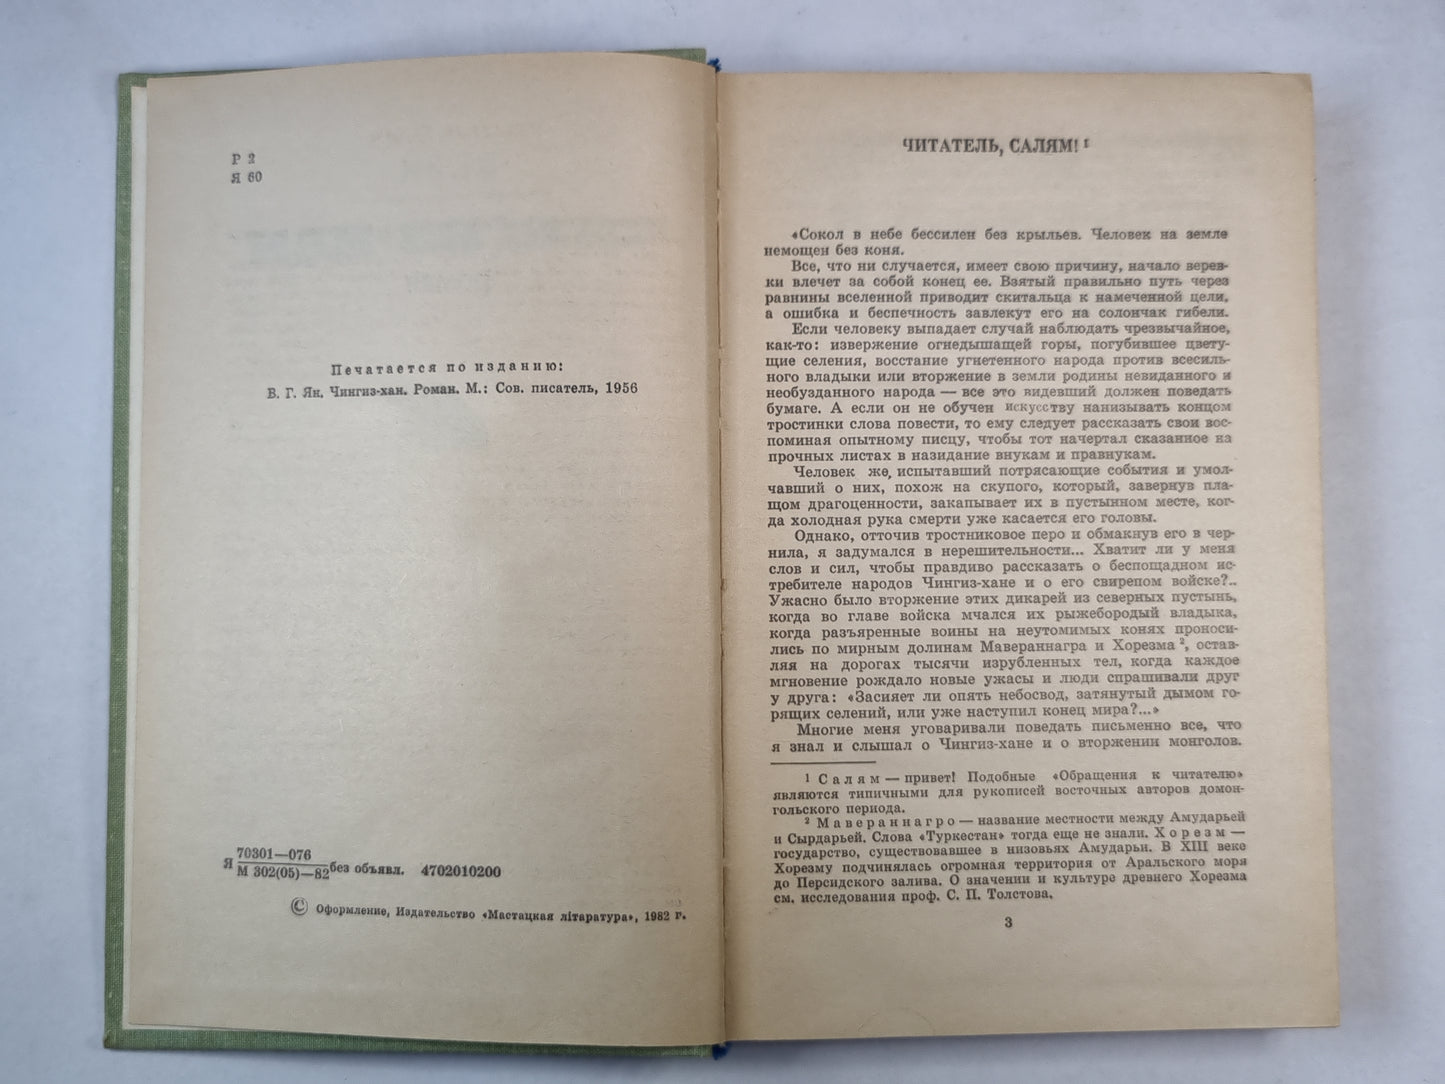 Р 2
Я 60
Печатается по изданию:
В. Г. Ян. Чингиз-хан. Роман. М.: Сов. писатель, 1956
Я 70301—076
М 302(05)—82 без объявл. 4702010200
© Оформление, Издательство «Мастацкая літаратура», 1982 г.
ЧИТАТЕЛЬ, САЛЯМ! 1
«Сокол в небе бессилен без крыльев. Человек на земле
немощен без коня.
Все, что ни случается, имеет свою причину, начало верев-
ки влечет за собой конец ее. Взятый правильно путь через
равнины вселенной приводит скитальца к намеченной цели,
а ошибка и беспечность завлекут его на солончак гибели.
Если человеку выпадает случай наблюдать чрезвычайное,
как-то: извержение огнедышащей горы, погубившее цвету-
щие селения, восстание угнетенного народа против всесиль-
ного владыки или вторжение в земли родины невиданного и
необузданного народа — все это видевший должен поведать
бумаге. А если он не обучен искусству нанизывать концом
тростинки слова повести, то ему следует рассказать свои вос-
поминая опытному писцу, чтобы тот начертал сказанное на
прочных листах в назидание внукам и правнукам.
Человек же, испытавший потрясающие события и умол-
чавший о них, похож на скупого, который, завернув пла-
щом драгоценности, закапывает их в пустынном месте, ког-
да холодная рука смерти уже касается его головы.
Однако, отточив тростниковое перо и обмакнув его в чер-
нила, я задумался в нерешительности... Хватит ли у меня
слов и сил, чтобы правдиво рассказать о беспощадном ис-
требителе народов Чингиз-хане и о его свирепом войске?..
Ужасно было вторжение этих дикарей из северных пустынь,
когда во главе войска мчался их рыжебородый владыка,
когда разъяренные воины на неутомимых конях проноси-
лись по мирным долинам Мавераннагра и Хорезма 2, остав-
ляя на дорогах тысячи изрубленных тел, когда каждое
мгновение рождало новые ужасы и люди спрашивали друг
у друга: «Засияет ли опять небосвод, затянутый дымом го-
рящих селений, или уже наступил конец мира?...»
Многие меня уговаривали поведать письменно все, что
я знал и слышал о Чингиз-хане и о вторжении монголов.
1 Салям — привет! Подобные «Обращения к читателю»
являются типичными для рукописей восточных авторов домон-
гольского периода.
2 Мавераннагро — название местности между Амударьей
и Сырдарьей. Слова «Туркестан» тогда еще не знали. Хорезм —
государство, существовавшее в низовьях Амударьи. В XIII веке
Хорезму подчинялась огромная территория от Аральского моря
до Персидского залива. О значении и культуре древнего Хорезма
см. исследования проф. С. П. Толстова.
3